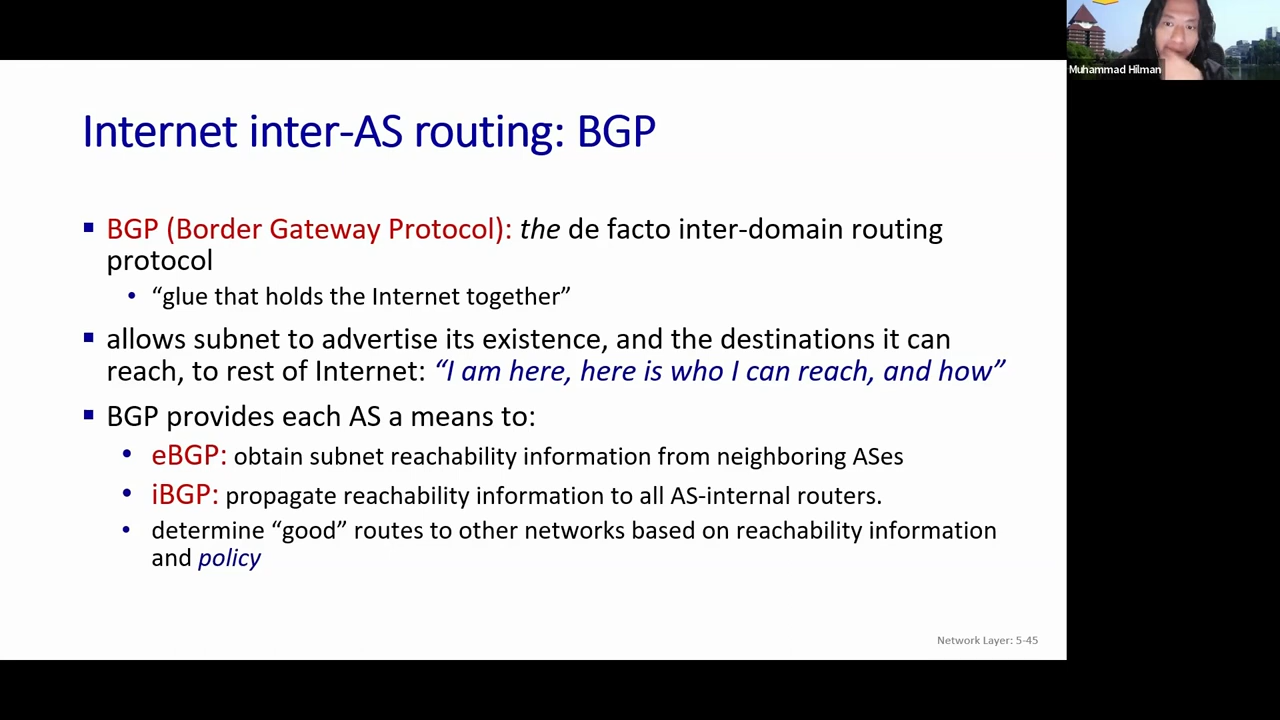 Muhammad Hilman
Internet inter-AS routing: BGP
▪ BGP (Border Gateway Protocol): the de facto inter-domain routing
protocol
• “glue that holds the Internet together”
▪ allows subnet to advertise its existence, and the destinations it can
reach, to rest of Internet: “I am here, here is who I can reach, and how”
▪ BGP provides each AS a means to:
• eBGP: obtain subnet reachability information from neighboring ASes
• iBGP: propagate reachability information to all AS-internal routers.
• determine “good” routes to other networks based on reachability information
and policy
Network Layer: 5-45